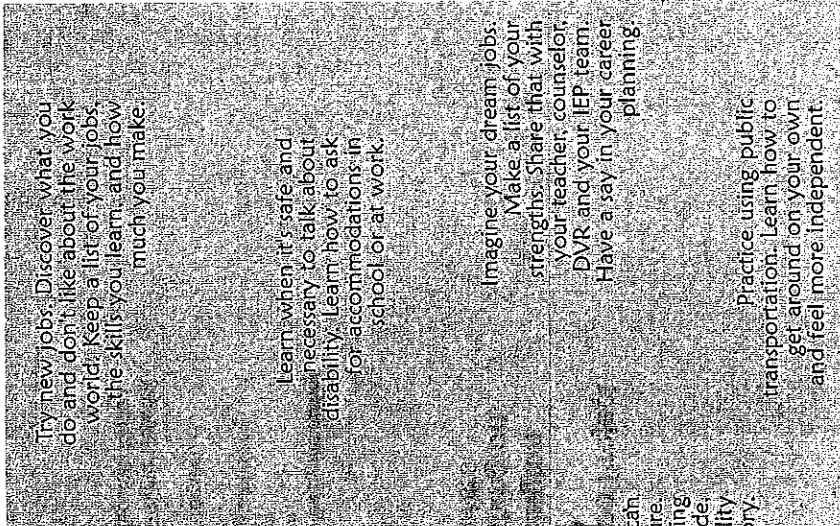 Try new jobs. Discover what you
do and don't like about the work
world. Keep a list of your jobs,
the skills you learn and how
much you make.
Learn when it's safe and
necessary to talk about
disability. Learn how to ask
for accommodations in
school or at work.
Imagine your dream jobs.
Make a list of your
strengths. Share that with
your teacher, counselor,
DVR and your IEP team.
Have a say in your career
planning.
Practice using public
transportation. Learn how to
get around on your own
and feel more independent.